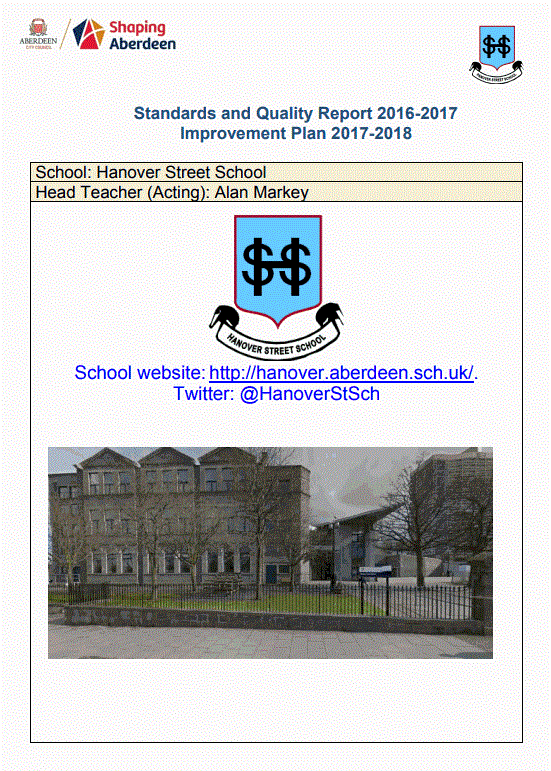 ABERDEEN
CITY COUNCIL
Shaping
Aberdeen
HANOVER STREET SCHOOL
Standards and Quality Report 2016-2017
Improvement Plan 2017-2018
School: Hanover Street School
Head Teacher (Acting): Alan Markey
HSS
HANOVER STREET SCHOOL
School website: http://hanover.aberdeen.sch.uk/.
Twitter: @HanoverStSch